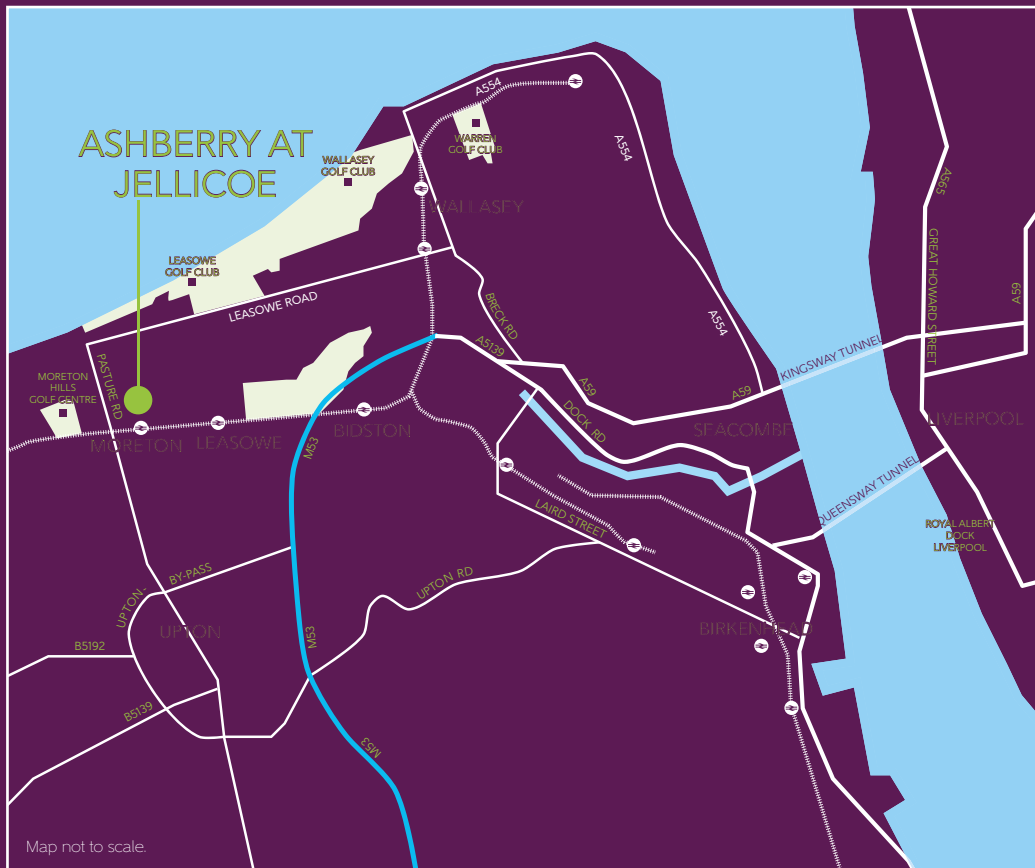 ASHBERRY AT
JELLICOE
A554
WARREN
GOLF CLUB
A554
WALLASEY
GOLF CLUB
WALLASEY
A565
GREAT HOWARD STREET
LEASOWE
GOLF CLUB
LEASOWE ROAD
BRECK RD
A554
A59
A5139
KINGSWAY TUNNEL
PASTURE RD
MORETON
HILLS
GOLF CENTRE
A59
A59
DOCK RD
MORETON
LEASOWE
BIDSTON
SEACOMBE
LIVERPOOL
M53
QUEENSWAY TUNNEL
LAIRD STREET
ROYAL ALBERT
DOCK
LIVERPOOL
UPTON-
BY-PASS
UPTON RD
UPTON
BIRKENHEAD
B5192
M53
B5139
M53
Map not to scale.